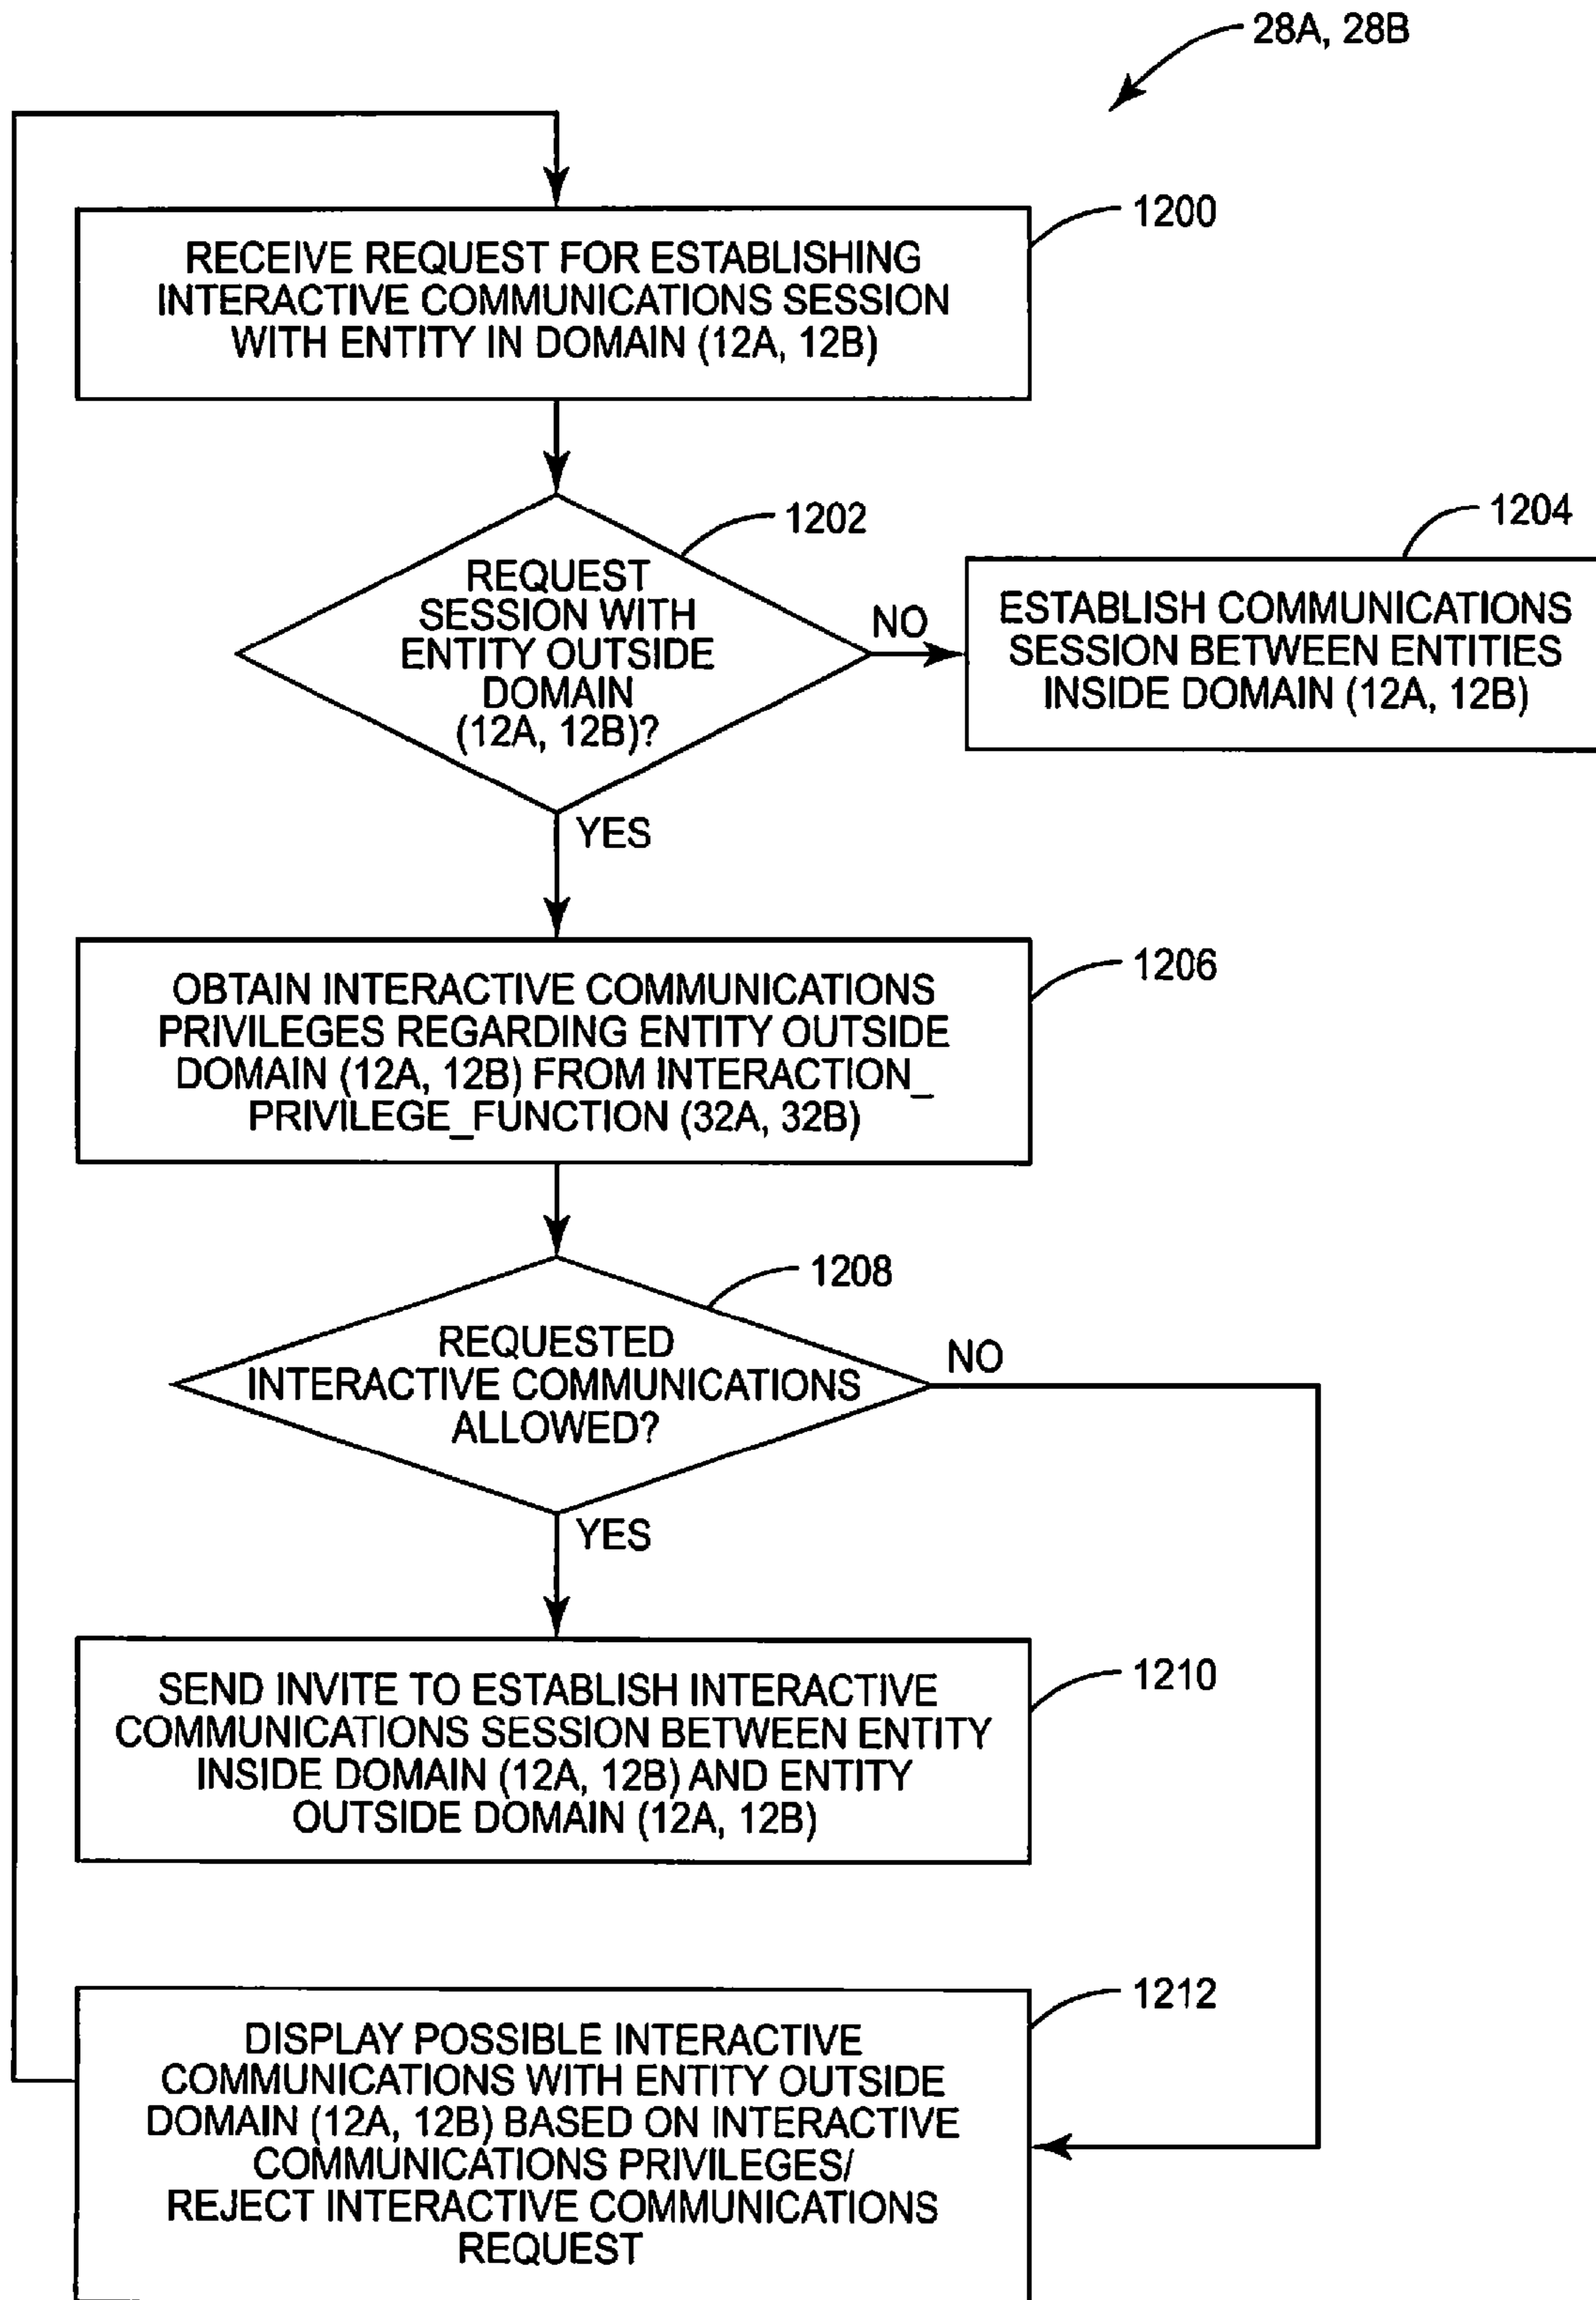 28A, 28B
1200
RECEIVE REQUEST FOR ESTABLISHING
INTERACTIVE COMMUNICATIONS SESSION
WITH ENTITY IN DOMAIN (12A, 12B)
1202
REQUEST
SESSION WITH
ENTITY OUTSIDE
DOMAIN
(12A, 12B)?
NO
1204
ESTABLISH COMMUNICATIONS
SESSION BETWEEN ENTITIES
INSIDE DOMAIN (12A, 12B)
YES
1206
OBTAIN INTERACTIVE COMMUNICATIONS
PRIVILEGES REGARDING ENTITY OUTSIDE
DOMAIN (12A, 12B) FROM INTERACTION_
PRIVILEGE_FUNCTION (32A, 32B)
1208
REQUESTED
INTERACTIVE COMMUNICATIONS
ALLOWED?
NO
YES
1210
SEND INVITE TO ESTABLISH INTERACTIVE
COMMUNICATIONS SESSION BETWEEN ENTITY
INSIDE DOMAIN (12A, 12B) AND ENTITY
OUTSIDE DOMAIN (12A, 12B)
1212
DISPLAY POSSIBLE INTERACTIVE
COMMUNICATIONS WITH ENTITY OUTSIDE
DOMAIN (12A, 12B) BASED ON INTERACTIVE
COMMUNICATIONS PRIVILEGES/
REJECT INTERACTIVE COMMUNICATIONS
REQUEST